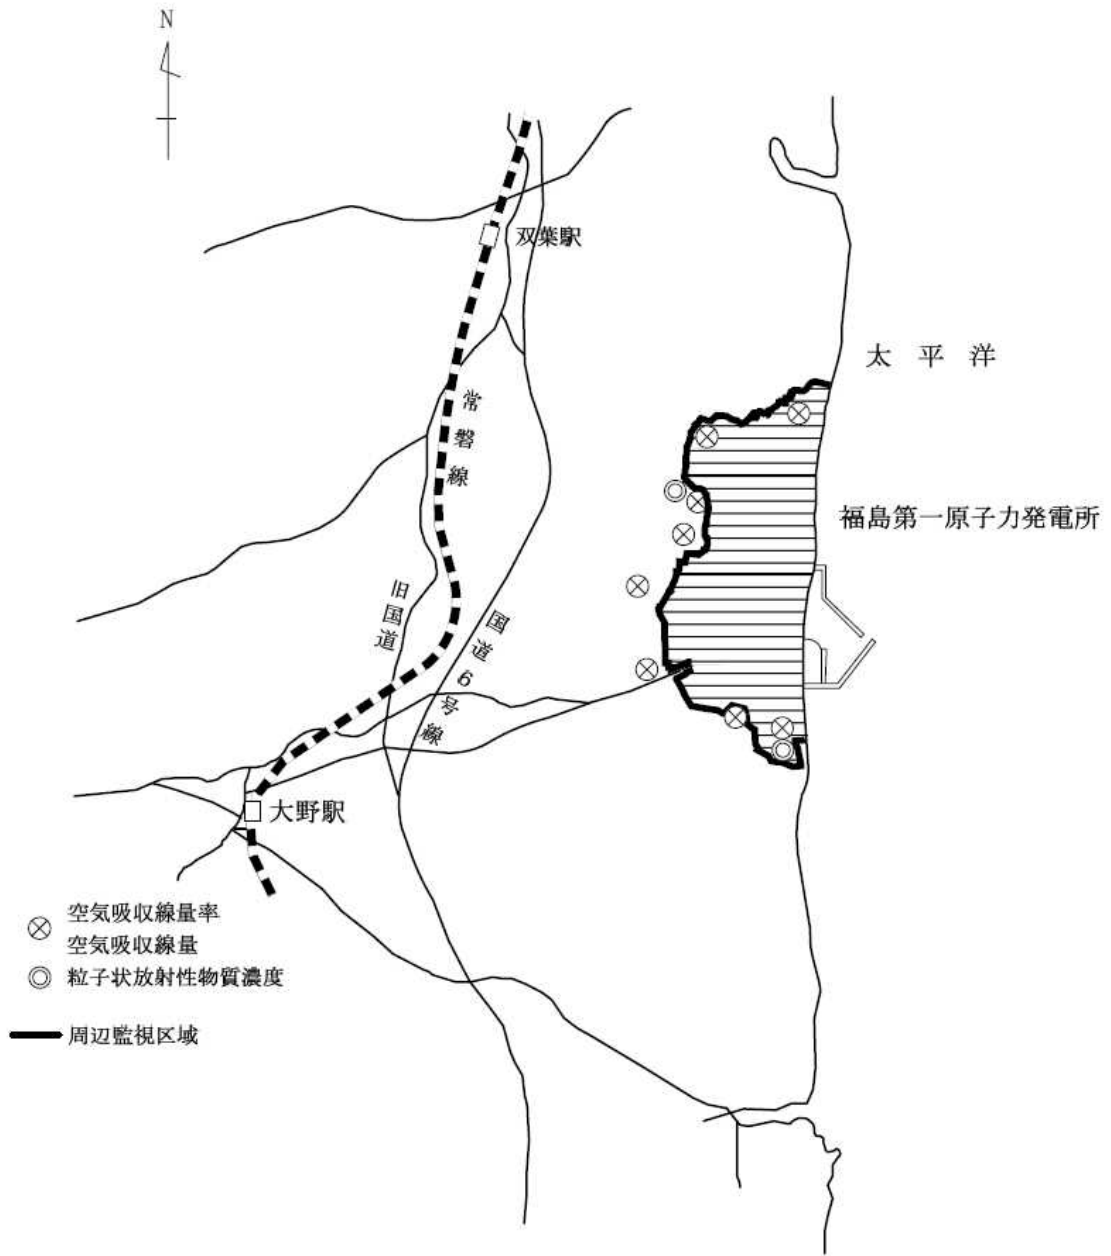 N
双葉駅
太平洋
常磐線
福島第一原子力発電所
旧国道
国道6号線
大野駅
空気吸収線量率
空気吸収線量
粒子状放射性物質濃度
周辺監視区域